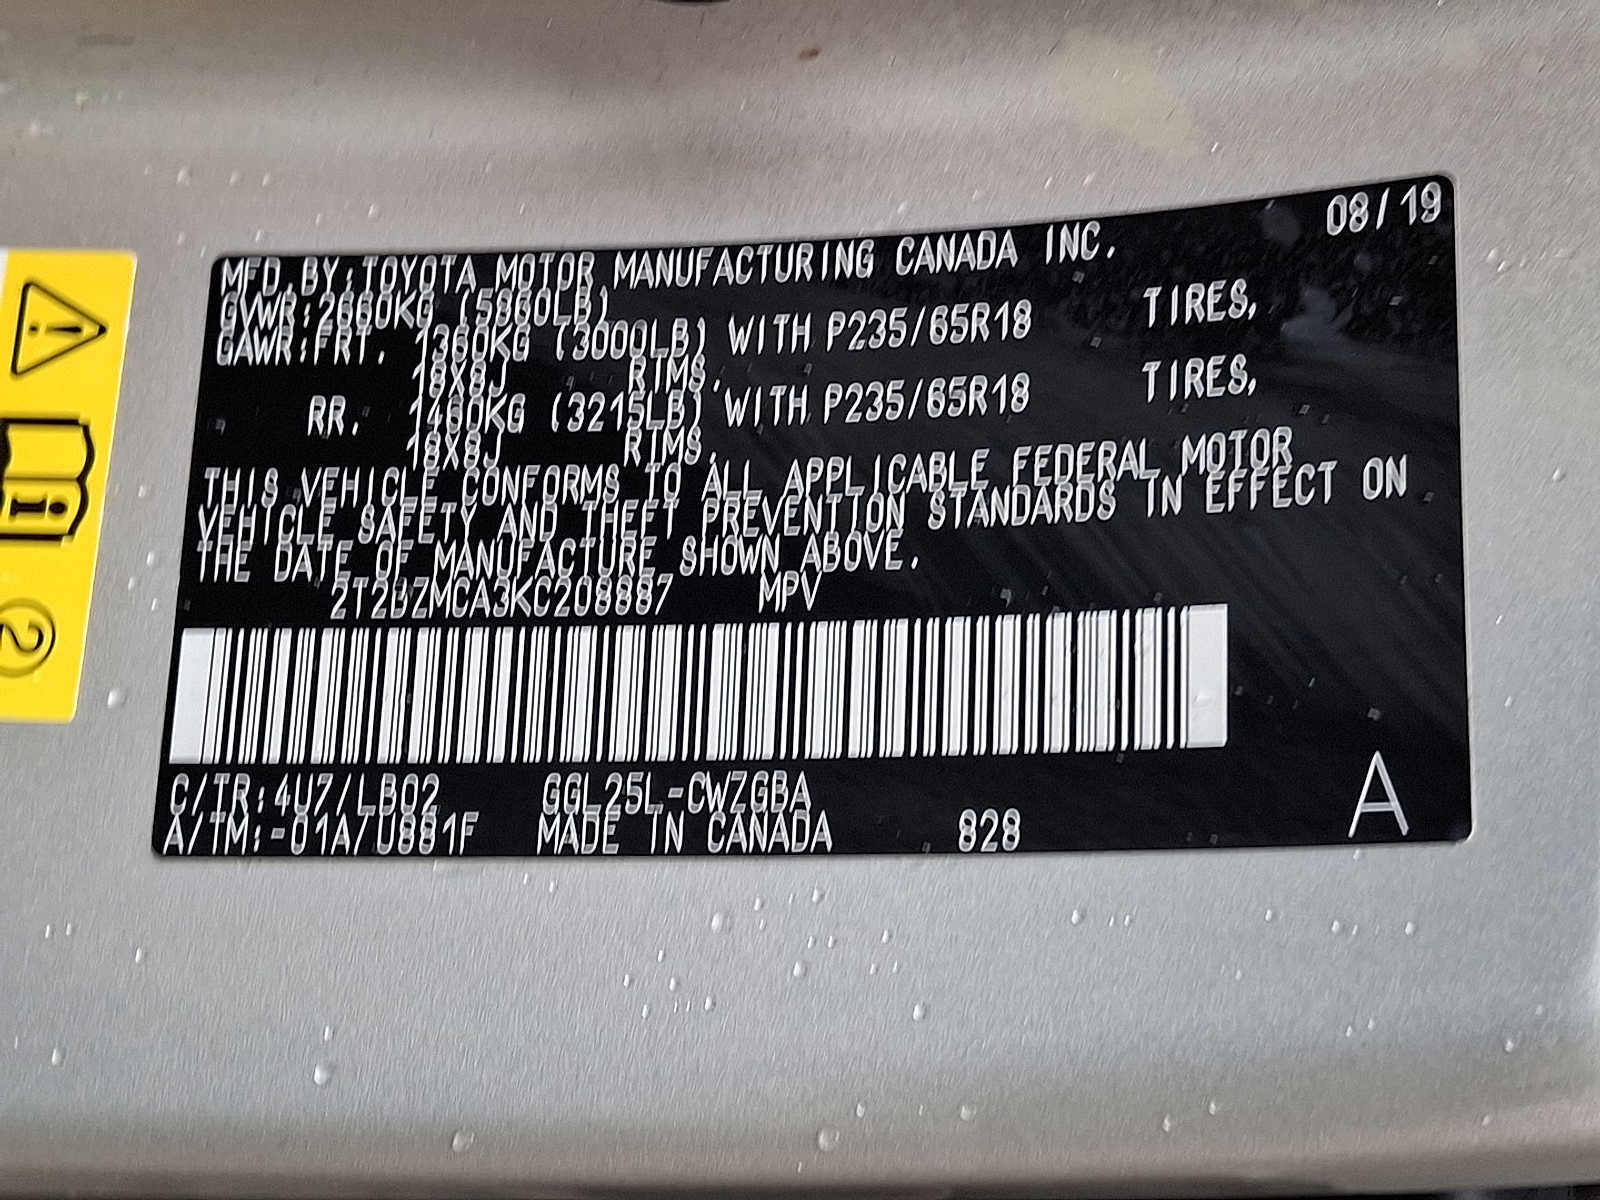 08/19
MFD.BY:TOYOTA MOTOR MANUFACTURING CANADA INC.
GVWR:2660KG (5860LB)
GAWR:FRT. 1360KG (3000LB) WITH P235/65R18 TIRES,
18X8J RIMS.
RR. 1460KG (3215LB) WITH P235/65R18 TIRES,
18X8J RIMS.
THIS VEHICLE CONFORMS TO ALL APPLICABLE FEDERAL MOTOR
VEHICLE SAFETY AND THEFT PREVENTION STANDARDS IN EFFECT ON
THE DATE OF MANUFACTURE SHOWN ABOVE.
2T2BZMCA3KC208887 MPV
C/TR:4U7/LB02 GGL25L-CWZGBA
A/TM:-01A/U881F MADE IN CANADA 828
A
2